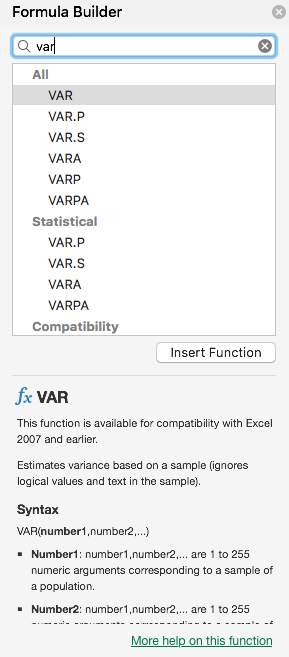 Formula Builder
var
All
VAR
VAR.P
VAR.S
VARA
VARP
VARPA
Statistical
VAR.P
VAR.S
VARA
VARPA
Compatibility
Insert Function
fx VAR
This function is available for compatibility with Excel
2007 and earlier.
Estimates variance based on a sample (ignores
logical values and text in the sample).
Syntax
VAR(number1,number2,...)
▪ Number1: number1,number2,... are 1 to 255
numeric arguments corresponding to a sample of
a population.
▪ Number2: number1,number2,... are 1 to 255
numeric arguments corresponding to a sample of
More help on this function